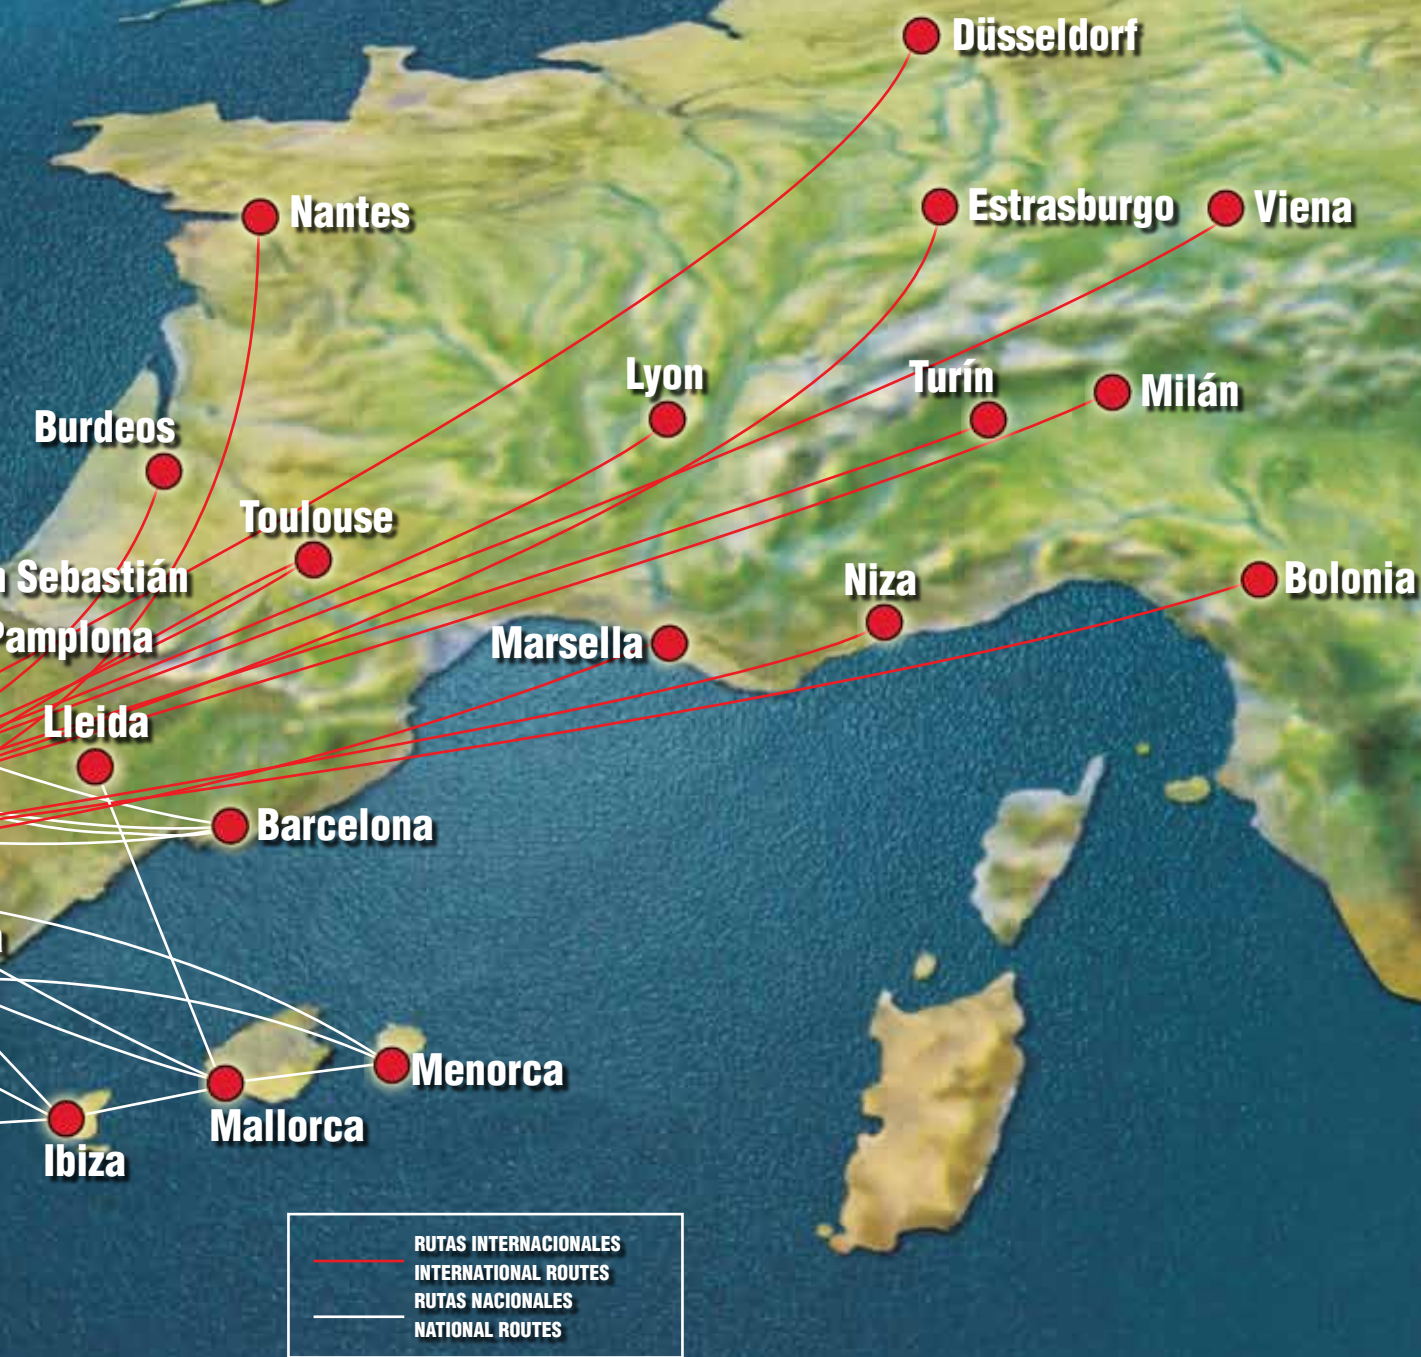 Düsseldorf
Nantes
Estrasburgo
Viena
Lyon
Turín
Milán
Burdeos
Toulouse
Sebastián
Niza
Bolonia
Pamplona
Marsella
Lleida
Barcelona
Menorca
Mallorca
Ibiza
RUTAS INTERNACIONALES
INTERNATIONAL ROUTES
RUTAS NACIONALES
NATIONAL ROUTES